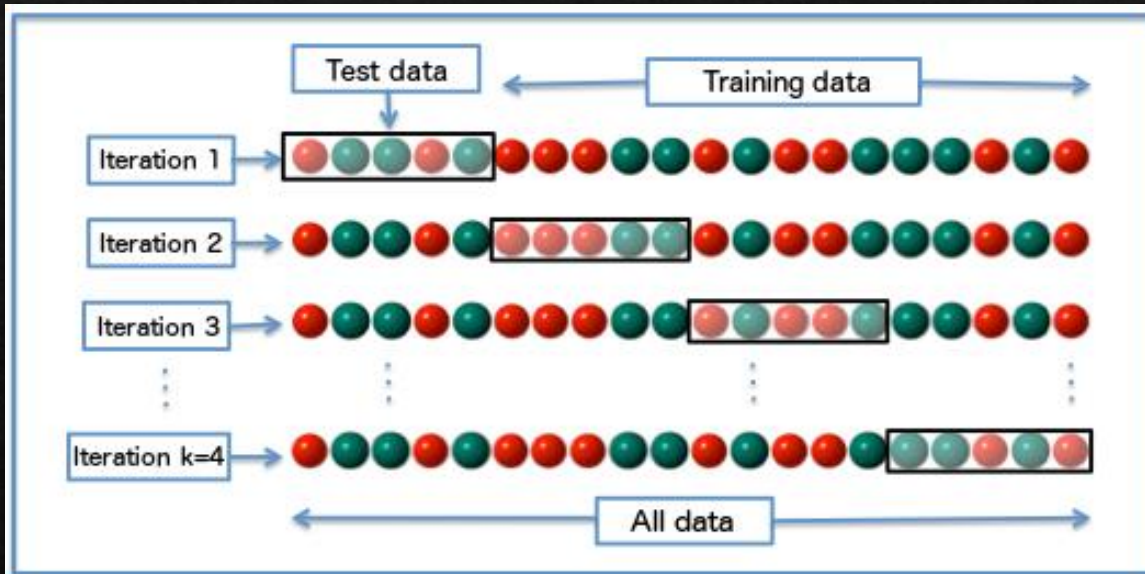 Test data
Training data
Iteration 1
Iteration 2
Iteration 3
Iteration k=4
All data